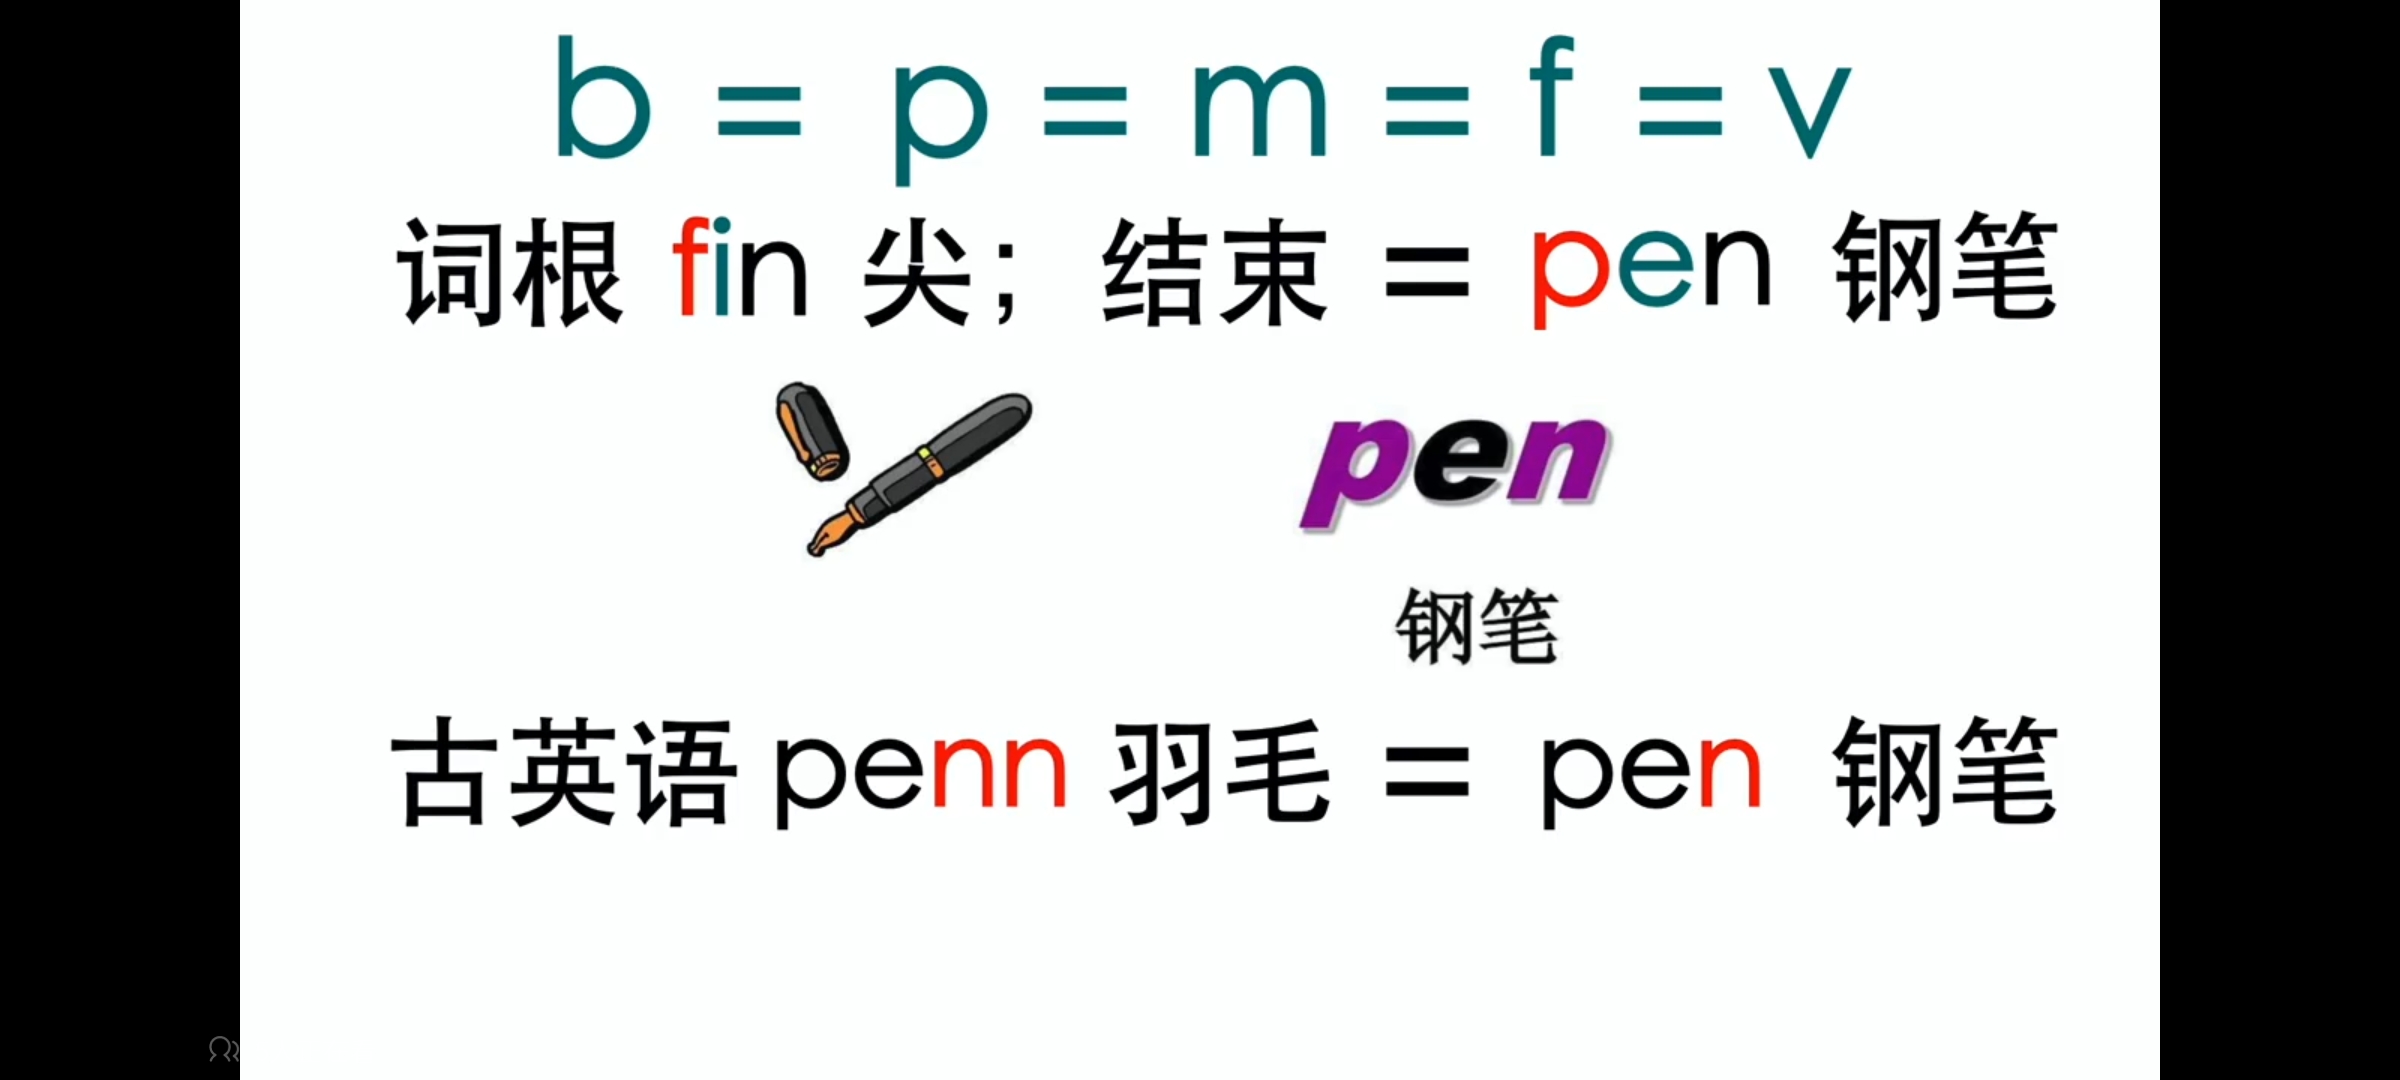 b = p = m = f = v
词根 fin 尖；结束 = pen 钢笔
pen
钢笔
古英语 penn 羽毛 = pen 钢笔